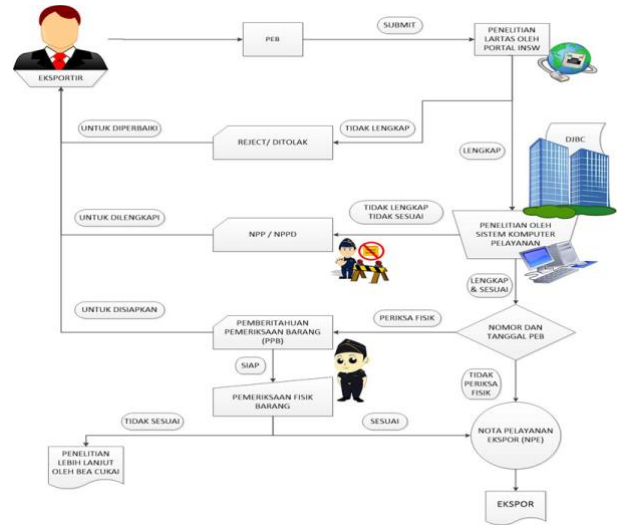 EKSPORTIR
PEB
SUBMIT
PENELITIAN
LARTAS OLEH
PORTAL INSW
UNTUK DIPERBAIKI
REJECT/ DITOLAK
TIDAK LENGKAP
LENGKAP
DJBC
UNTUK DILENGKAPI
NPP / NPPD
TIDAK LENGKAP
TIDAK SESUAI
PENELITIAN OLEH
SISTEM KOMPUTER
PELAYANAN
LENGKAP
& SESUAI
UNTUK DISIAPKAN
PEMBERITAHUAN
PEMERIKSAAN BARANG
(PPB)
PERIKSA FISIK
NOMOR DAN
TANGGAL PEB
SIAP
TIDAK
PERIKSA
FISIK
PEMERIKSAAN FISIK
BARANG
TIDAK SESUAI
SESUAI
PENELITIAN
LEBIH LANJUT
OLEH BEA CUKAI
NOTA PELAYANAN
EKSPOR (NPE)
EKSPOR